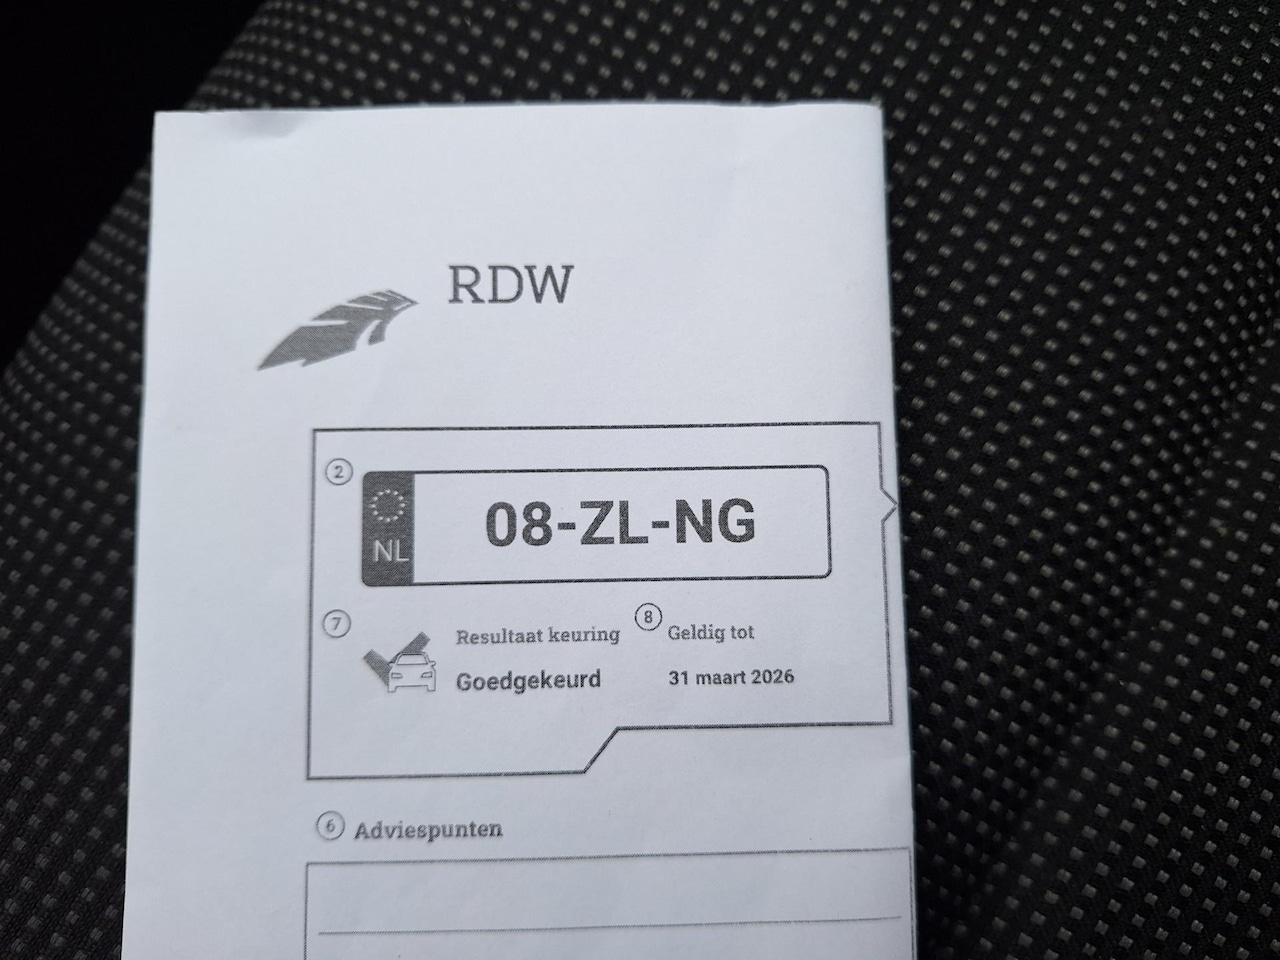 RDW
2
NL
08-ZL-NG
7
Resultaat keuring
Goedgekeurd
8
Geldig tot
31 maart 2026
6 Adviespunten